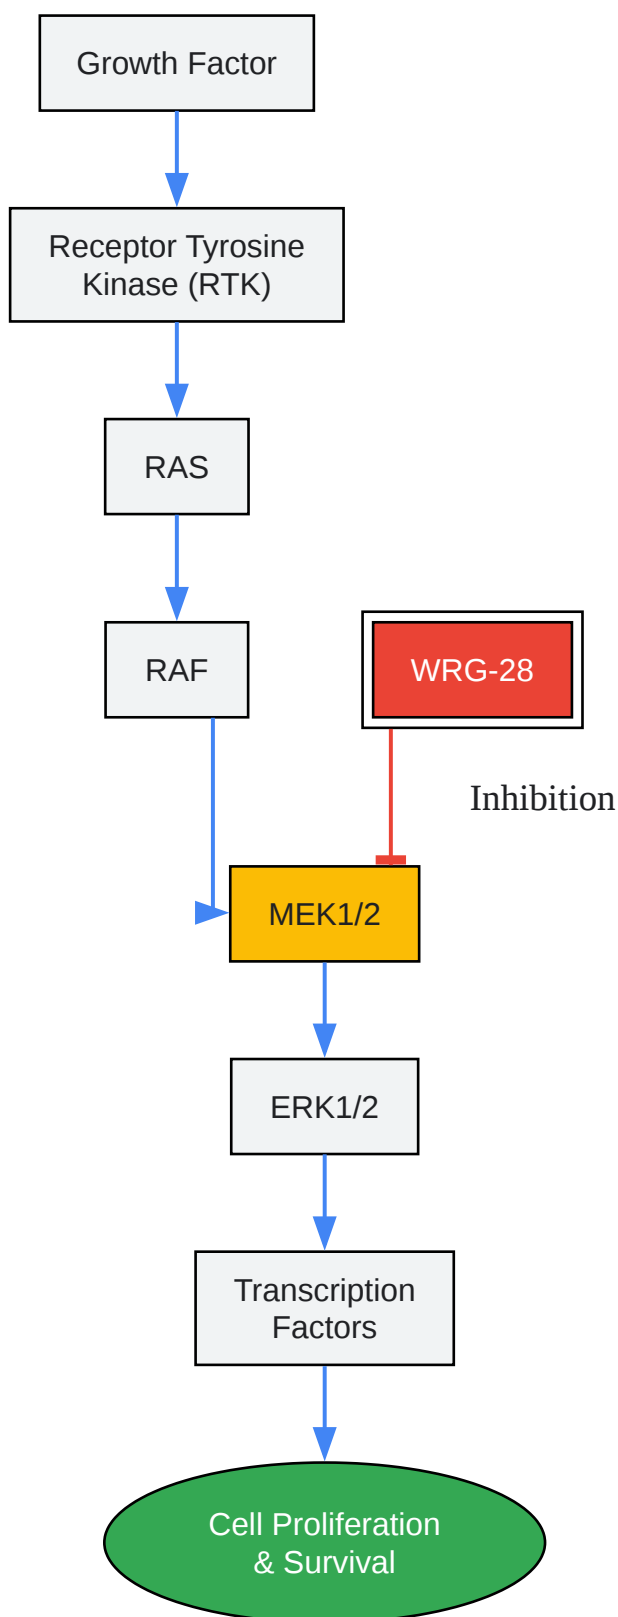 Growth Factor
Receptor Tyrosine
Kinase (RTK)
RAS
RAF
WRG-28
Inhibition
MEK1/2
ERK1/2
Transcription
Factors
Cell Proliferation
& Survival